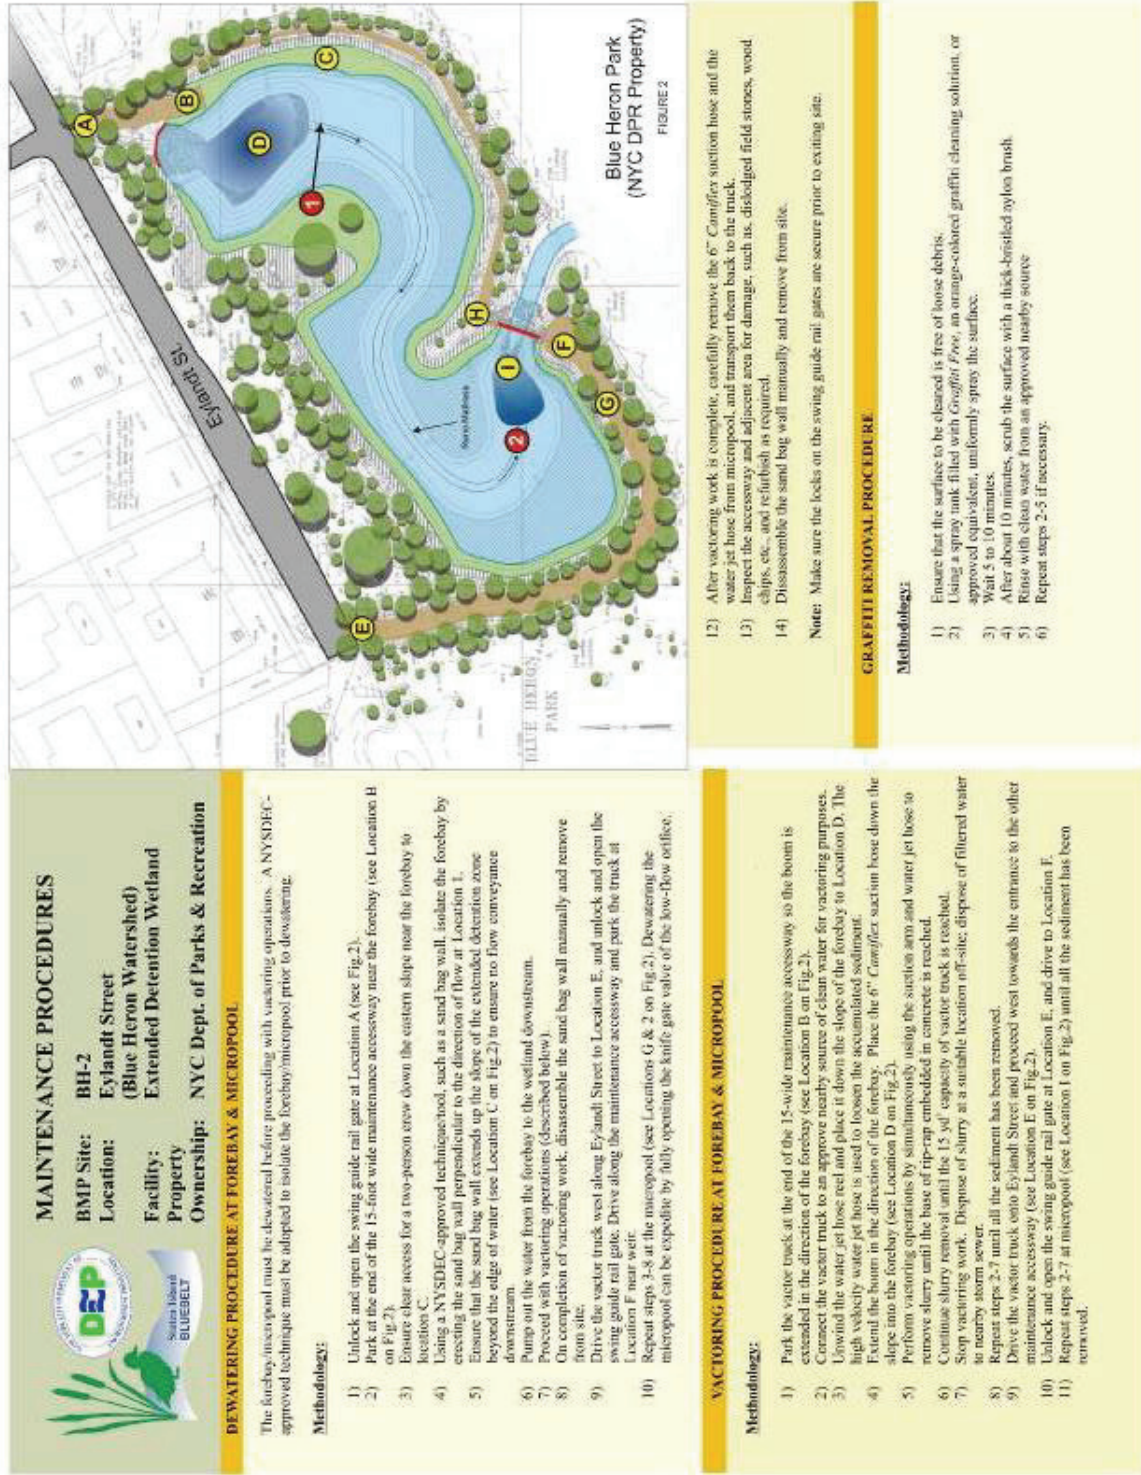 MAINTENANCE PROCEDURES
BMP Site: BH-2
Location: Eylandt Street
(Blue Heron Watershed)
Facility: Extended Detention Wetland
Property
Ownership: NYC Dept. of Parks & Recreation
DEP
Staten Island
BLUEBELT
DEWATERING PROCEDURE AT FOREBAY & MICROPOOL
The forebay/micropool must be dewatered before proceeding with vactoring operations. A NYSDEC-
approved technique must be adapted to isolate the forebay/micropool prior to dewatering.
Methodology:
1) Unlock and open the swing guide rail gate at Location A (see Fig.2).
2) Park at the end of the 15-foot wide maintenance accessway near the forebay (see Location B
on Fig.2).
3) Ensure clear access for a two-person crew down the eastern slope near the forebay to
location C.
4) Using a NYSDEC-approved technique/tool, such as a sand bag wall, isolate the forebay by
erecting the sand bag wall perpendicular to the direction of flow at Location 1.
5) Ensure that the sand bag wall extends up the slope of the extended detention zone
beyond the edge of water (see Location C on Fig.2) to ensure no flow conveyance
downstream.
6) Pump out the water from the forebay to the wetland downstream.
7) Proceed with vactoring operations (described below).
8) On completion of vactoring work, disassemble the sand bag wall manually and remove
from site.
9) Drive the vactor truck west along Eylandt Street to Location E, and unlock and open the
swing guide rail gate. Drive along the maintenance accessway and park the truck at
Location F near weir.
10) Repeat steps 3-8 at the micropool (see Locations G & 2 on Fig.2). Dewatering the
micropool can be expedite by fully opening the knife gate valve of the low-flow orifice.
VACTORING PROCEDURE AT FOREBAY & MICROPOOL
Methodology:
1) Park the vactor truck at the end of the 15-wide maintenance accessway so the boom is
extended in the direction of the forebay (see Location B on Fig.2).
2) Connect the vactor truck to an approve nearby source of clean water for vactoring purposes.
3) Unwind the water jet hose reel and place it down the slope of the forebay to Location D. The
high velocity water jet hose is used to loosen the accumulated sediment.
4) Extend the boom in the direction of the forebay. Place the 6" Camiflex suction hose down the
slope into the forebay (see Location D on Fig.2).
5) Perform vactoring operations by simultaneously using the suction arm and water jet hose to
remove slurry until the base of rip-rap embedded in concrete is reached.
6) Continue slurry removal until the 15 yd³ capacity of vactor truck is reached.
7) Stop vactoring work. Dispose of slurry at a suitable location off-site; dispose of filtered water
to nearby storm sewer.
8) Repeat steps 2-7 until all the sediment has been removed.
9) Drive the vactor truck onto Eylandt Street and proceed west towards the entrance to the other
maintenance accessway (see Location E on Fig.2).
10) Unlock and open the swing guide rail gate at Location E, and drive to Location F.
11) Repeat steps 2-7 at micropool (see Location I on Fig.2) until all the sediment has been
removed.
Eylandt St.
A
B
C
D
1
H
I
F
G
2
E
Reno Mattress
BLUE HERON
PARK
Blue Heron Park
(NYC DPR Property)
FIGURE 2
12) After vactoring work is complete, carefully remove the 6" Camiflex suction hose and the
water jet hose from micropool, and transport them back to the truck.
13) Inspect the accessway and adjacent area for damage, such as, dislodged field stones, wood
chips, etc., and refurbish as required.
14) Dissassemble the sand bag wall manually and remove from site.
Note: Make sure the locks on the swing guide rail gates are secure prior to exiting site.
GRAFFITI REMOVAL PROCEDURE
Methodology:
1) Ensure that the surface to be cleaned is free of loose debris.
2) Using a spray tank filled with Graffiti Free, an orange-colored graffiti cleaning solution, or
approved equivalent, uniformly spray the surface.
3) Wait 5 to 10 minutes.
4) After about 10 minutes, scrub the surface with a thick-bristled nylon brush.
5) Rinse with clean water from an approved nearby source
6) Repeat steps 2-5 if necessary.